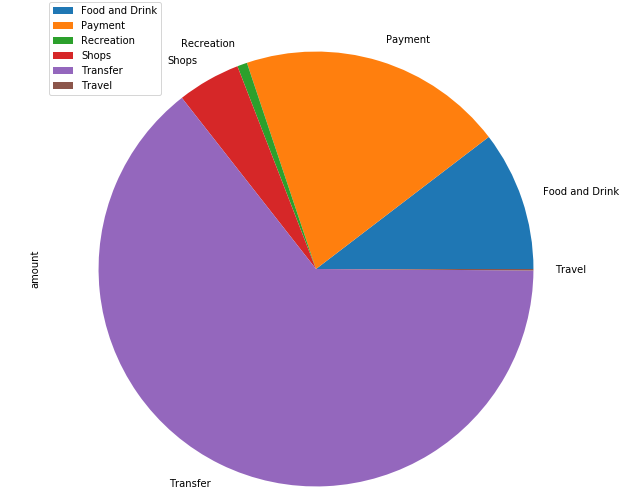 Food and Drink
Payment
Recreation
Shops
Transfer
Travel
Payment
Recreation
Shops
Food and Drink
amount
Travel
Transfer